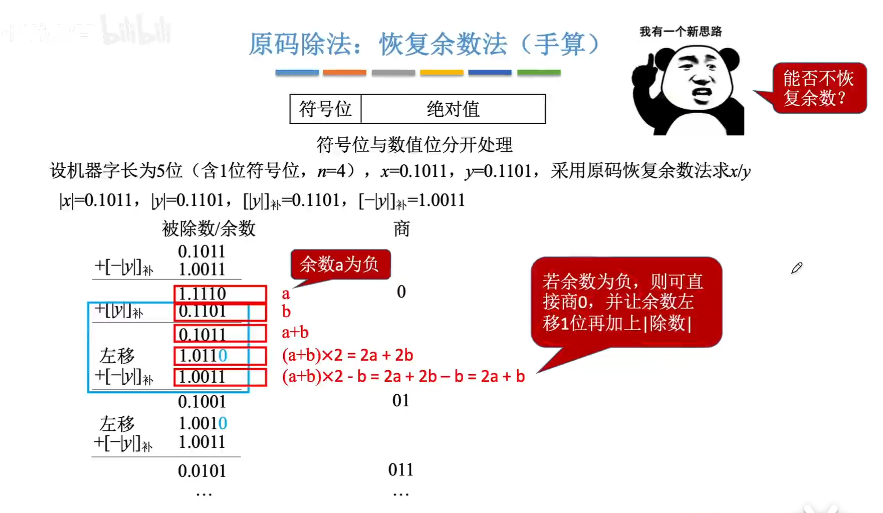 bilibili
原码除法：恢复余数法（手算）
我有一个新思路
能否不恢
复余数？
符号位 绝对值
符号位与数值位分开处理
设机器字长为5位（含1位符号位，n=4），x=0.1011，y=0.1101，采用原码恢复余数法求x/y
|x|=0.1011，|y|=0.1101，[|y|]补=0.1101，[−|y|]补=1.0011
被除数/余数 商
0.1011
+[−|y|]补 1.0011
余数a为负
1.1110 a 0
+[|y|]补 0.1101 b
0.1011 a+b
左移 1.0110 (a+b)×2 = 2a + 2b
+[−|y|]补 1.0011 (a+b)×2 - b = 2a + 2b – b = 2a + b
若余数为负，则可直
接商0，并让余数左
移1位再加上|除数|
0.1001 01
左移 1.0010
+[−|y|]补 1.0011
0.0101 011
… …